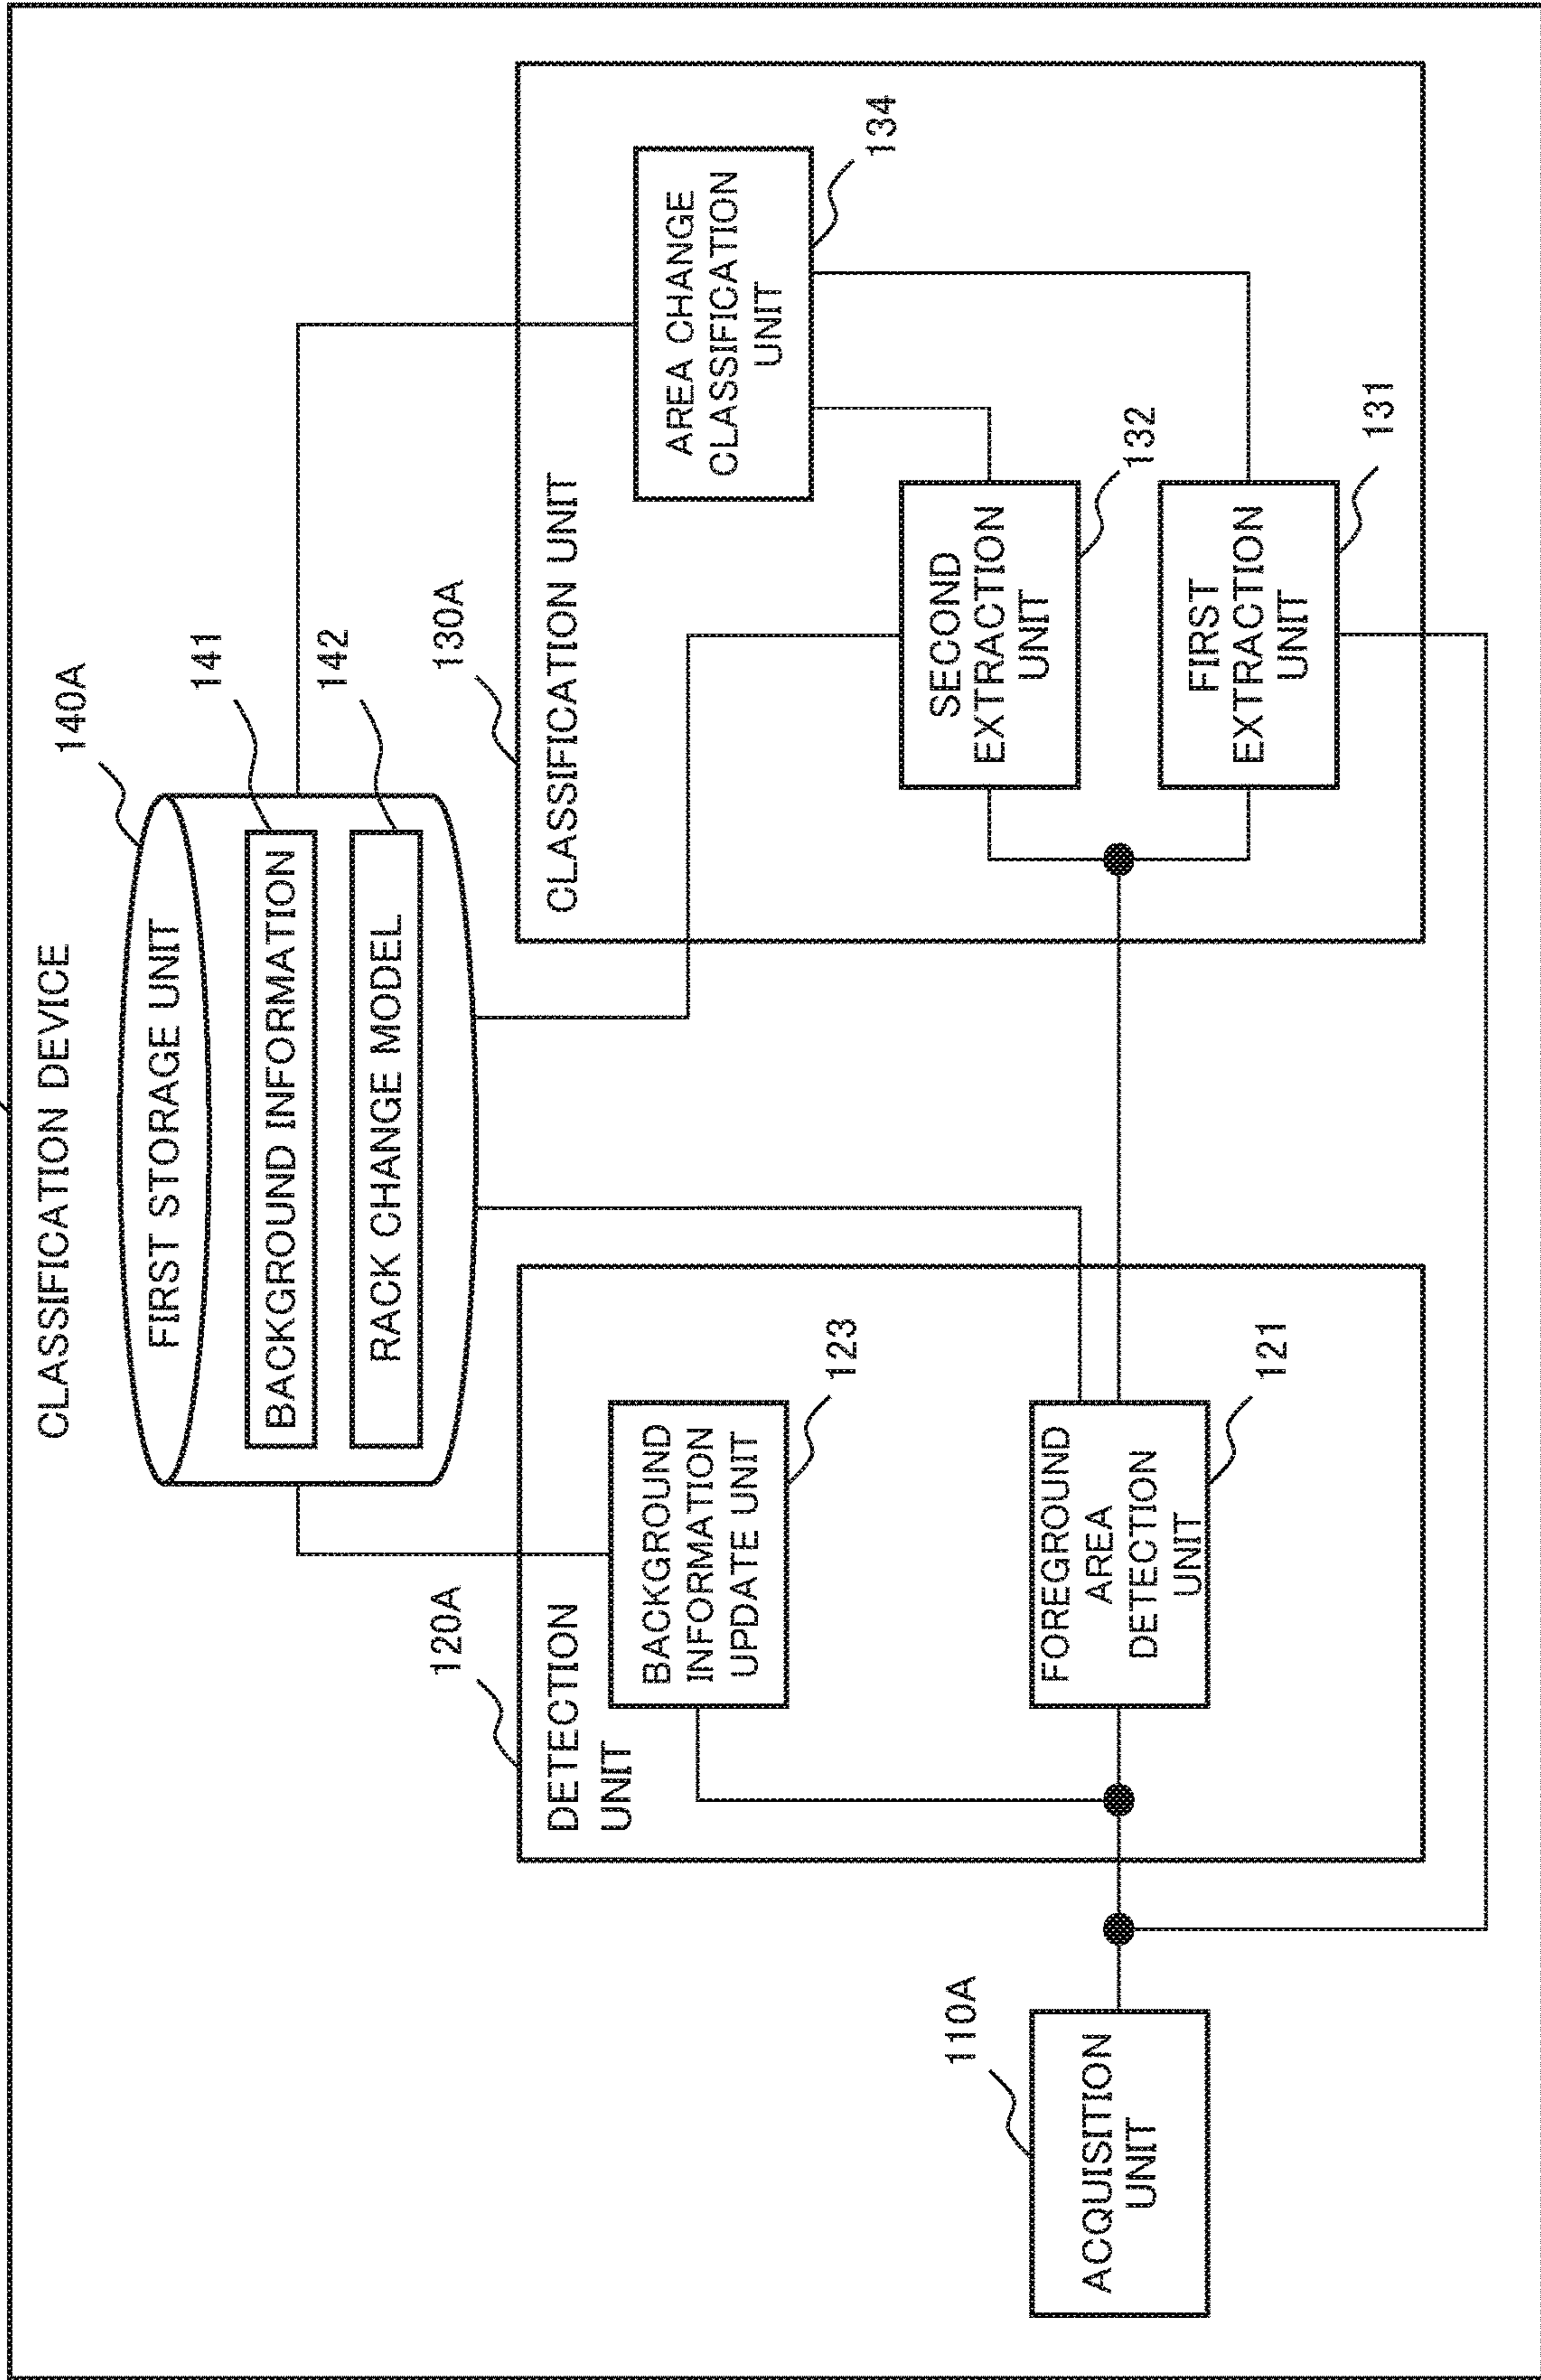 CLASSIFICATION DEVICE
140A
FIRST STORAGE UNIT
141
BACKGROUND INFORMATION
142
RACK CHANGE MODEL
120A
DETECTION
UNIT
BACKGROUND
INFORMATION
UPDATE UNIT
123
FOREGROUND
AREA
DETECTION
UNIT
121
110A
ACQUISITION
UNIT
130A
CLASSIFICATION UNIT
AREA CHANGE
CLASSIFICATION
UNIT
134
SECOND
EXTRACTION
UNIT
132
FIRST
EXTRACTION
UNIT
131